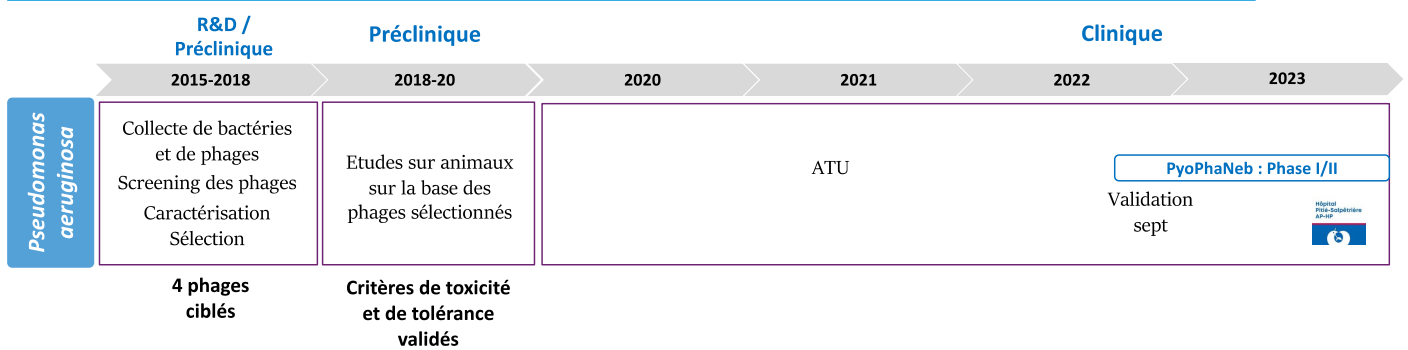 R&D /
Préclinique
Préclinique
Clinique
2015-2018
2018-20
2020
2021
2022
2023
Pseudomonas
aeruginosa
Collecte de bactéries
et de phages
Screening des phages
Caractérisation
Sélection
Etudes sur animaux
sur la base des
phages sélectionnés
ATU
PyoPhaNeb : Phase I/II
Validation
sept
Hôpital
Pitié-Salpêtrière
AP-HP
4 phages
ciblés
Critères de toxicité
et de tolérance
validés